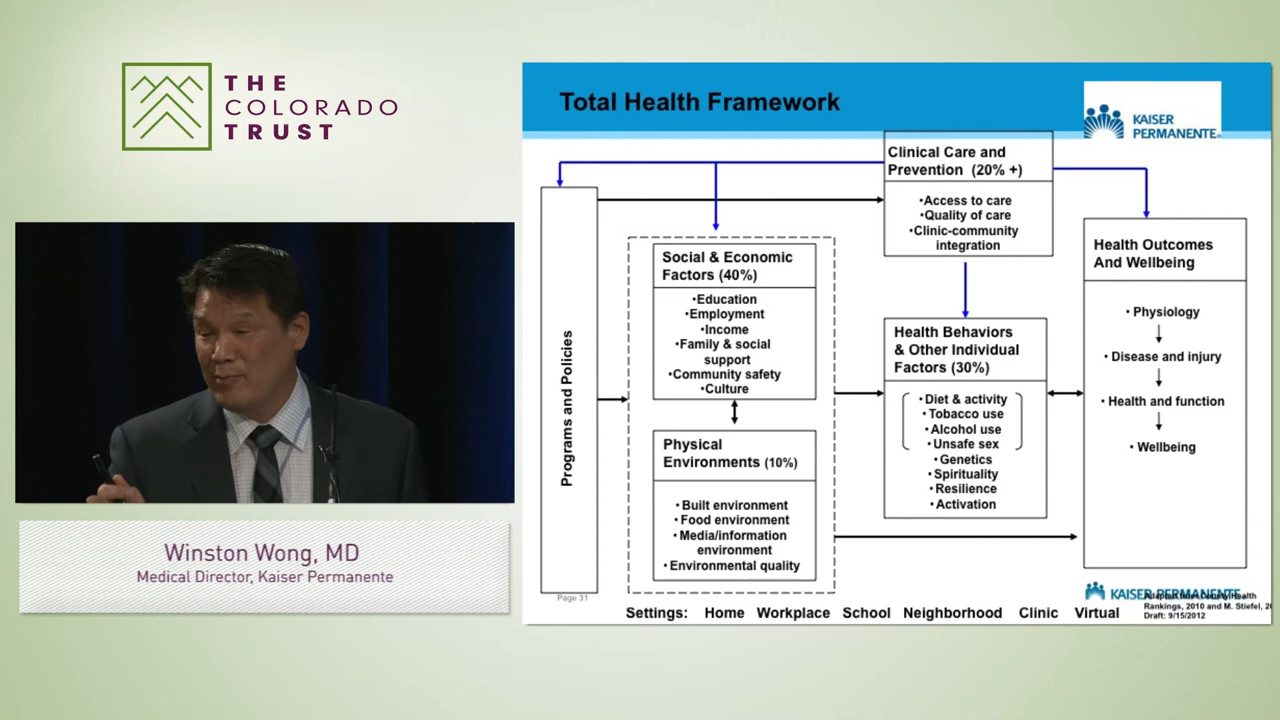 THE
COLORADO
TRUST
Winston Wong, MD
Medical Director, Kaiser Permanente
Total Health Framework
KAISER
PERMANENTE®
Clinical Care and
Prevention (20% +)
•Access to care
•Quality of care
•Clinic-community
integration
Programs and Policies
Social & Economic
Factors (40%)
•Education
•Employment
•Income
•Family & social
support
•Community safety
•Culture
Physical
Environments (10%)
•Built environment
•Food environment
•Media/information
environment
•Environmental quality
Health Behaviors
& Other Individual
Factors (30%)
•Diet & activity
•Tobacco use
•Alcohol use
•Unsafe sex
•Genetics
•Spirituality
•Resilience
•Activation
Health Outcomes
And Wellbeing
• Physiology
• Disease and injury
• Health and function
• Wellbeing
Page 31
Settings: Home Workplace School Neighborhood Clinic Virtual
KAISER PERMANENTE
Adapted from County Health
Rankings, 2010 and M. Stiefel,
Draft: 9/15/2012